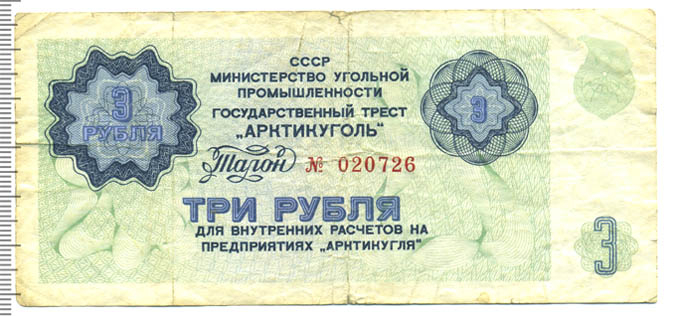 СССР
МИНИСТЕРСТВО УГОЛЬНОЙ
ПРОМЫШЛЕННОСТИ
ГОСУДАРСТВЕННЫЙ ТРЕСТ
„АРКТИКУГОЛЬ"
3
РУБЛЯ
3
Талон № 020726
ТРИ РУБЛЯ
ДЛЯ ВНУТРЕННИХ РАСЧЕТОВ НА
ПРЕДПРИЯТИЯХ „АРКТИКУГЛЯ"
3